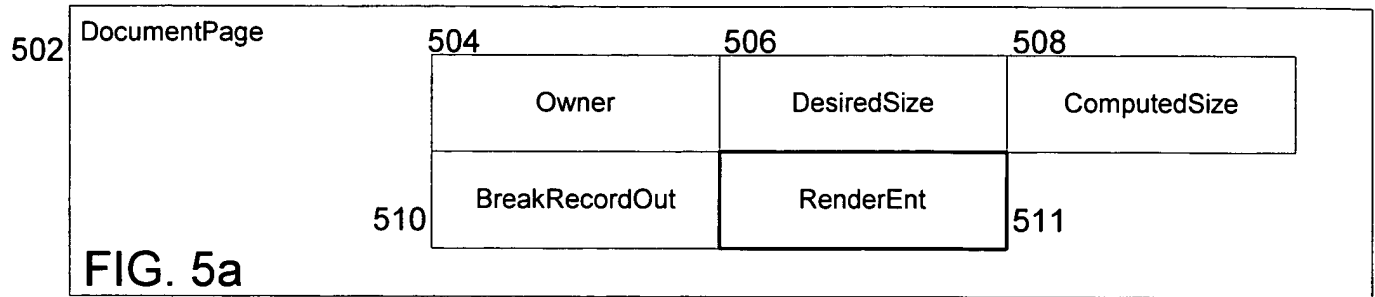 502 DocumentPage 504 506 508
Owner DesiredSize ComputedSize
510 BreakRecordOut RenderEnt 511
FIG. 5a